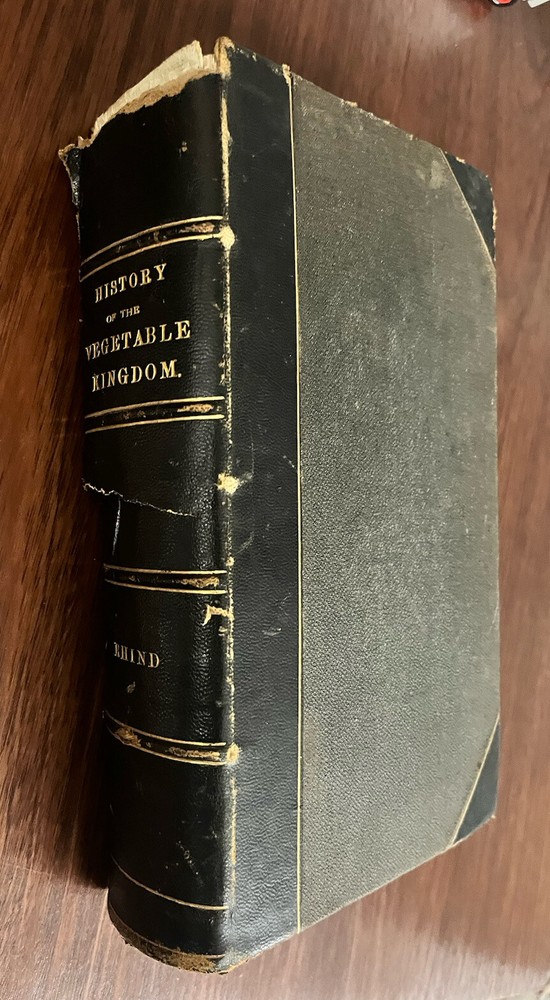 HISTORY
OF THE
VEGETABLE
KINGDOM.
RHIND